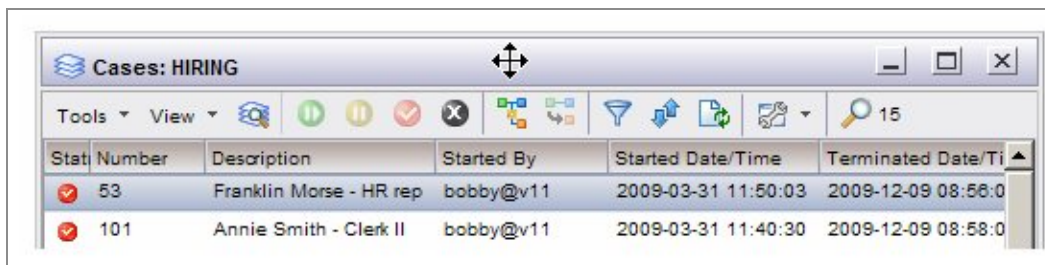 Cases: HIRING
Tools View 15
Stat Number Description Started By Started Date/Time Terminated Date/Ti
53 Franklin Morse - HR rep bobby@v11 2009-03-31 11:50:03 2009-12-09 08:56:0
101 Annie Smith - Clerk II bobby@v11 2009-03-31 11:40:30 2009-12-09 08:58:0